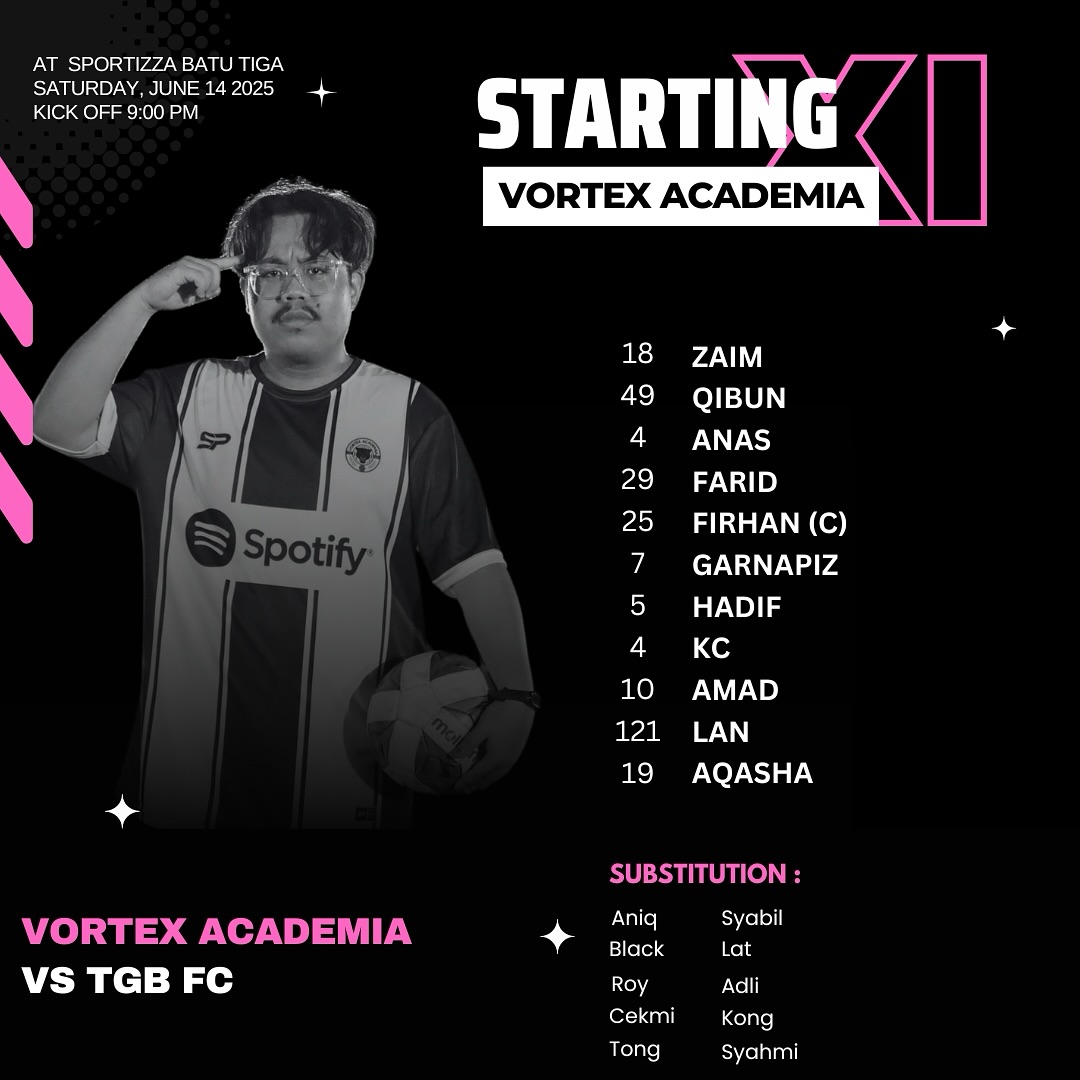 AT SPORTIZZA BATU TIGA
SATURDAY, JUNE 14 2025
KICK OFF 9:00 PM
STARTING XI
VORTEX ACADEMIA
18 ZAIM
49 QIBUN
4 ANAS
29 FARID
25 FIRHAN (C)
7 GARNAPIZ
5 HADIF
4 KC
10 AMAD
121 LAN
19 AQASHA
SP
Spotify®
VORTEX ACADEMIA
VS TGB FC
SUBSTITUTION :
Aniq Syabil
Black Lat
Roy Adli
Cekmi Kong
Tong Syahmi